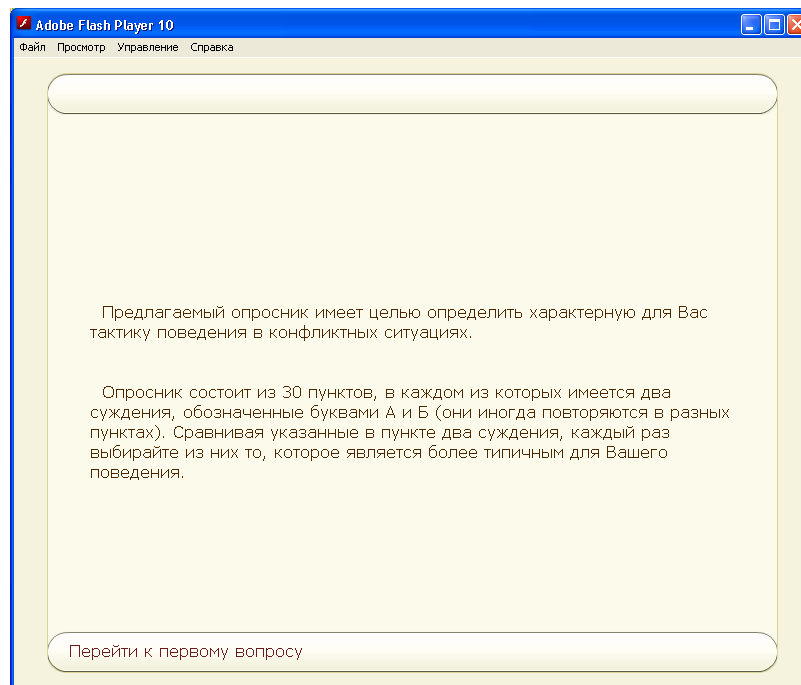 Adobe Flash Player 10
Файл Просмотр Управление Справка
Предлагаемый опросник имеет целью определить характерную для Вас
тактику поведения в конфликтных ситуациях.
Опросник состоит из 30 пунктов, в каждом из которых имеется два
суждения, обозначенные буквами А и Б (они иногда повторяются в разных
пунктах). Сравнивая указанные в пункте два суждения, каждый раз
выбирайте из них то, которое является более типичным для Вашего
поведения.
Перейти к первому вопросу